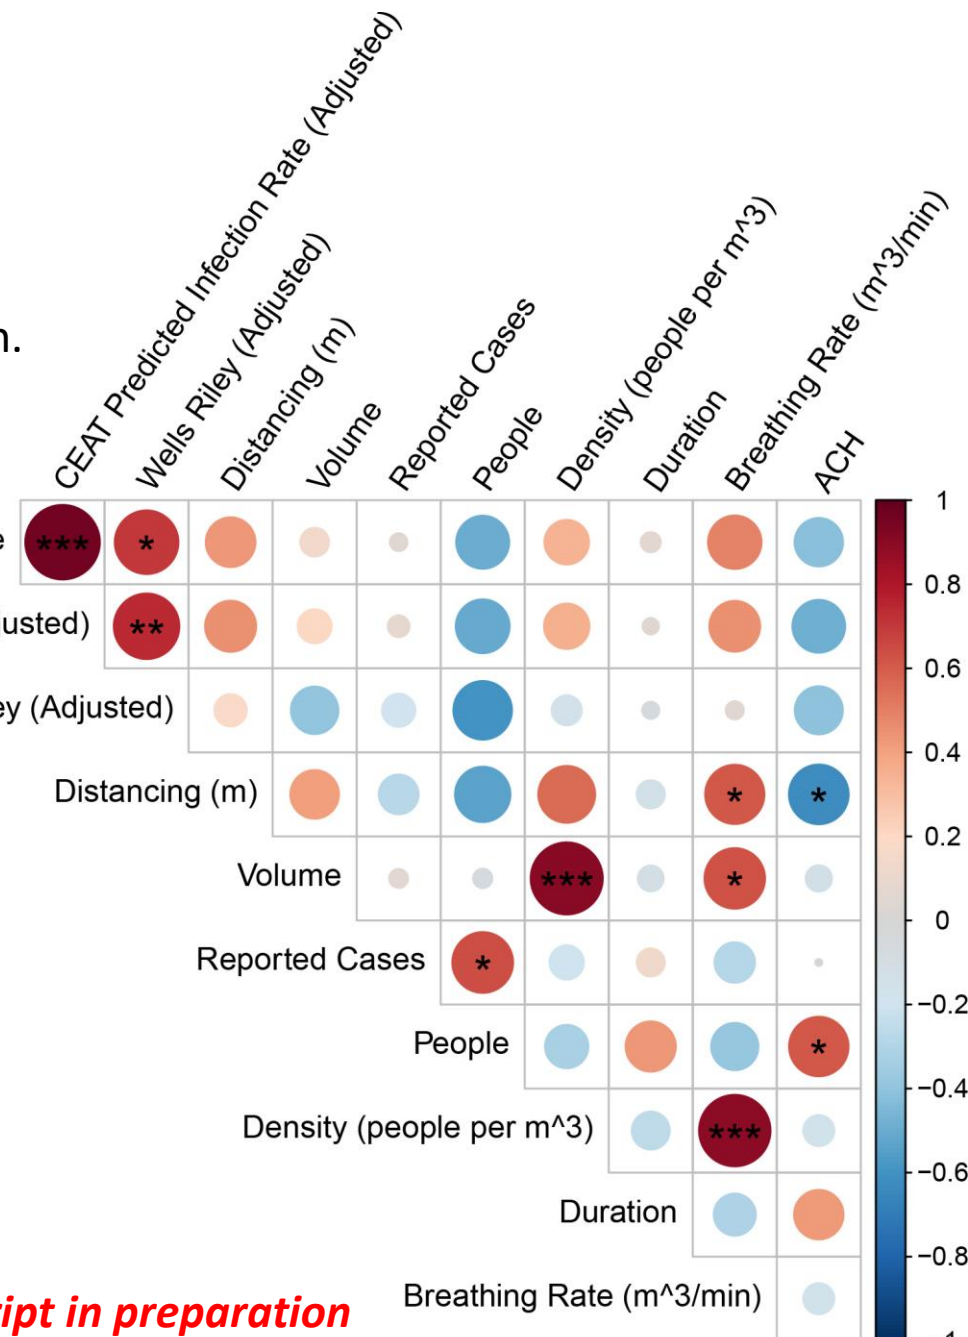 CEAT Predicted Infection Rate (Adjusted)
Wells Riley (Adjusted)
Distancing (m)
Volume
Reported Cases
People
Density (people per m^3)
Duration
Breathing Rate (m^3/min)
ACH
*** *
**
(Adjusted)
Distancing (m) * *
Volume *** *
Reported Cases *
People *
Density (people per m^3) ***
Duration
Breathing Rate (m^3/min)
1
0.8
0.6
0.4
0.2
0
−0.2
−0.4
−0.6
−0.8
in preparation